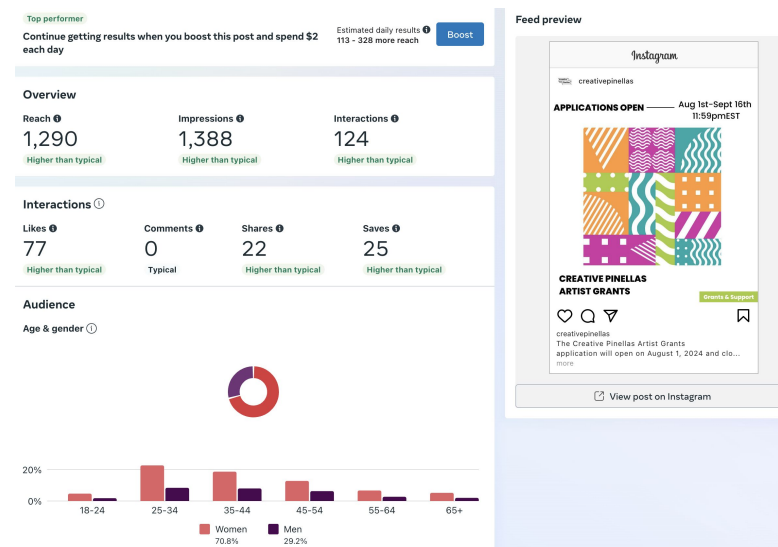 Top performer
Continue getting results when you boost this post and spend $2
each day
Estimated daily results
113 - 328 more reach
Boost
Overview
Reach
Impressions
Interactions
1,290
1,388
124
Higher than typical
Higher than typical
Higher than typical
Interactions
Likes
Comments
Shares
Saves
77
0
22
25
Higher than typical
Typical
Higher than typical
Higher than typical
Audience
Age & gender
20%
0%
18-24
25-34
35-44
45-54
55-64
65+
Women
70.8%
Men
29.2%
Feed preview
Instagram
creativepinellas
APPLICATIONS OPEN
Aug 1st-Sept 16th
11:59pmEST
CREATIVE PINELLAS
ARTIST GRANTS
Grants & Support
creativepinellas
The Creative Pinellas Artist Grants
application will open on August 1, 2024 and clo...
more
View post on Instagram